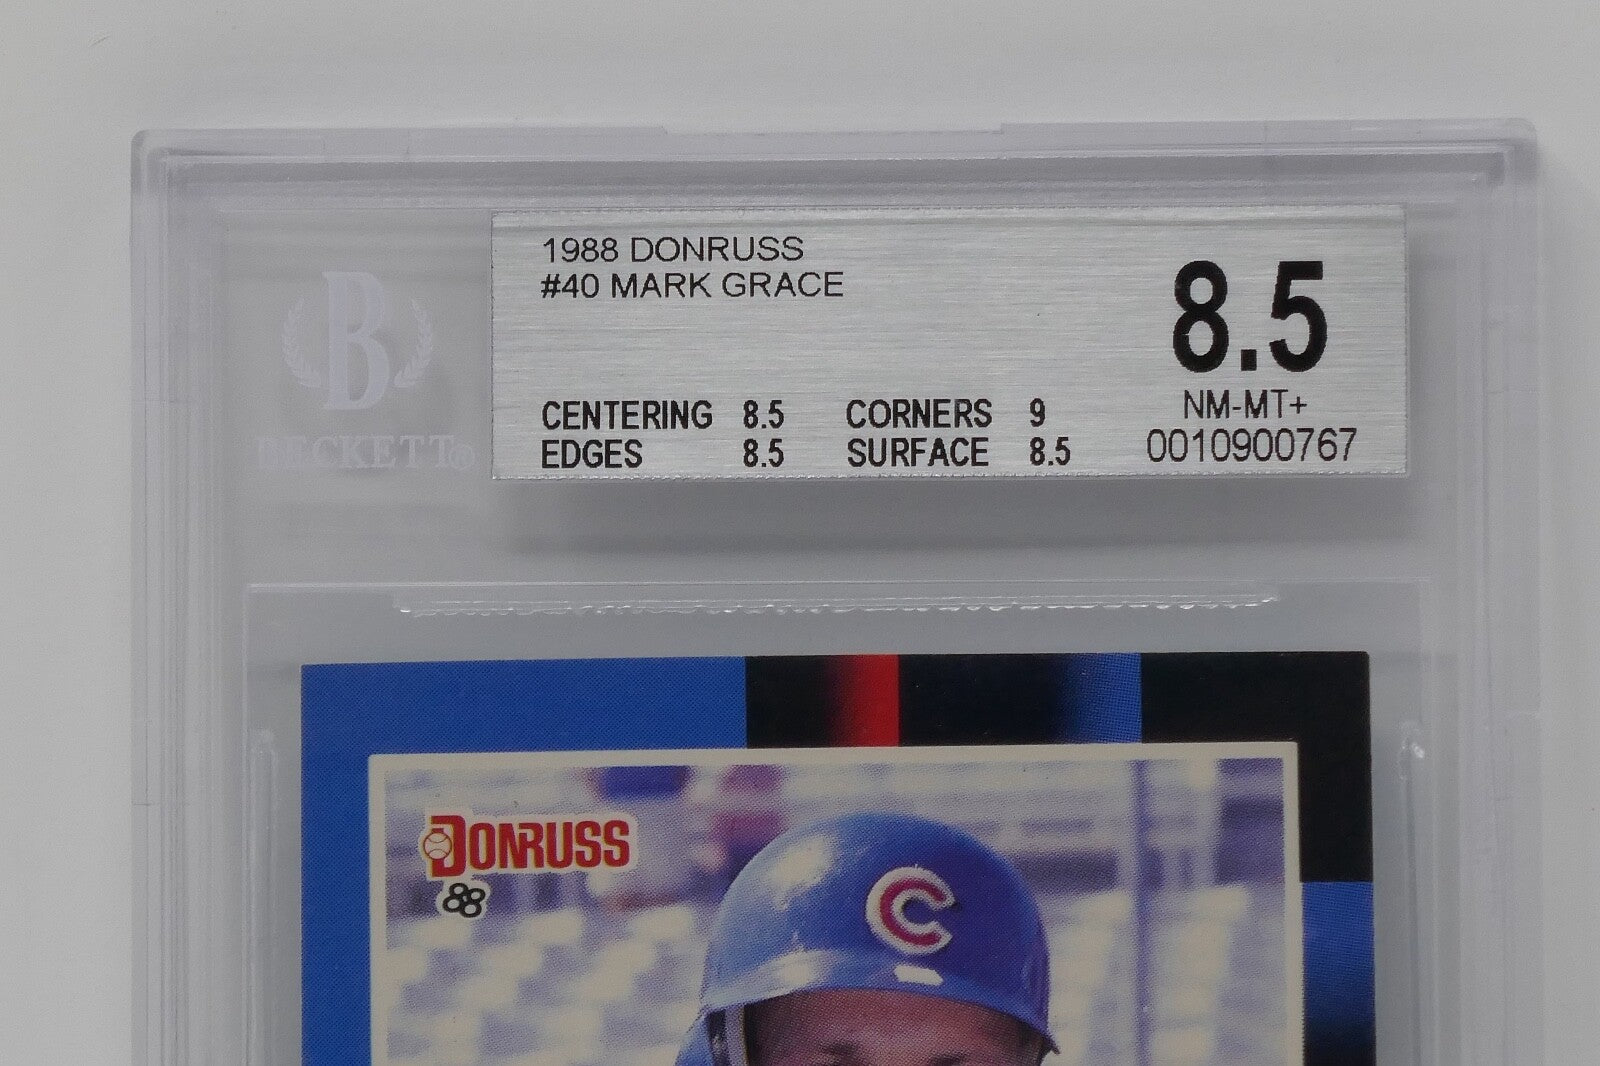 1988 DONRUSS
#40 MARK GRACE
8.5
NM-MT+
0010900767
CENTERING 8.5 CORNERS 9
EDGES 8.5 SURFACE 8.5
B
BECKETT®
DONRUSS
88
C